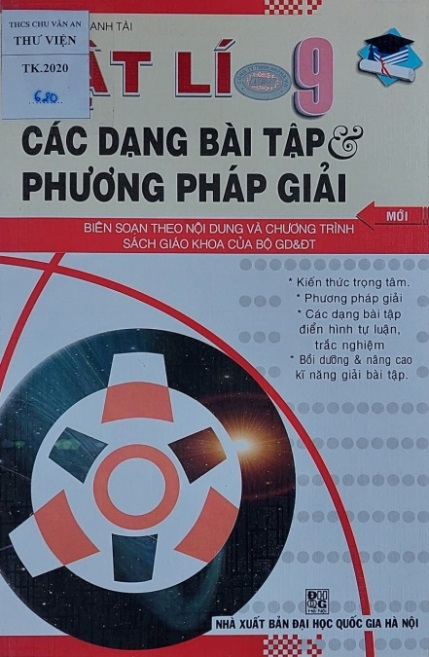 THCS CHU VĂN AN
THƯ VIỆN
TK.2020
620
ANH TÀI
ẬT LÍ 9
CÁC DẠNG BÀI TẬP &
PHƯƠNG PHÁP GIẢI
MỚI
BIÊN SOẠN THEO NỘI DUNG VÀ CHƯƠNG TRÌNH
SÁCH GIÁO KHOA CỦA BỘ GD&ĐT
* Kiến thức trọng tâm.
* Phương pháp giải
* Các dạng bài tập
điển hình tự luận,
trắc nghiệm
* Bồi dưỡng & nâng cao
kĩ năng giải bài tập.
NHÀ XUẤT BẢN ĐẠI HỌC QUỐC GIA HÀ NỘI